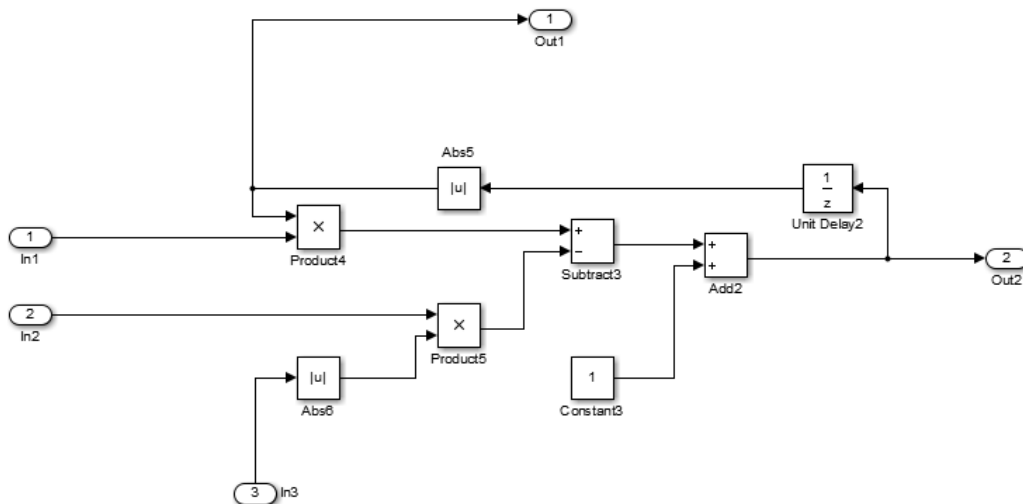 1
Out1
Abs5
|u|
1
z
Unit Delay2
1
In1
×
Product4
+
−
Subtract3
+
+
Add2
2
Out2
2
In2
×
Product5
|u|
Abs6
1
Constant3
3
In3